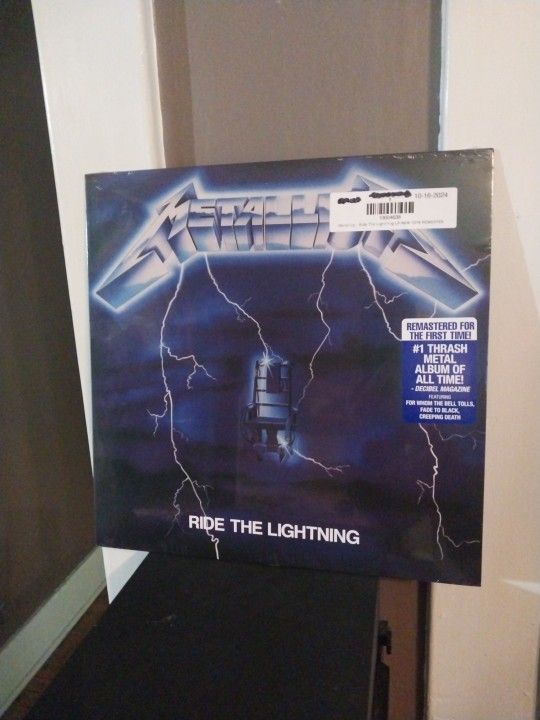 METALLICA
10-16-2024
REMASTERED FOR
THE FIRST TIME!
#1 THRASH
METAL
ALBUM OF
ALL TIME!
- DECIBEL MAGAZINE
FEATURING
FOR WHOM THE BELL TOLLS,
FADE TO BLACK,
CREEPING DEATH
RIDE THE LIGHTNING